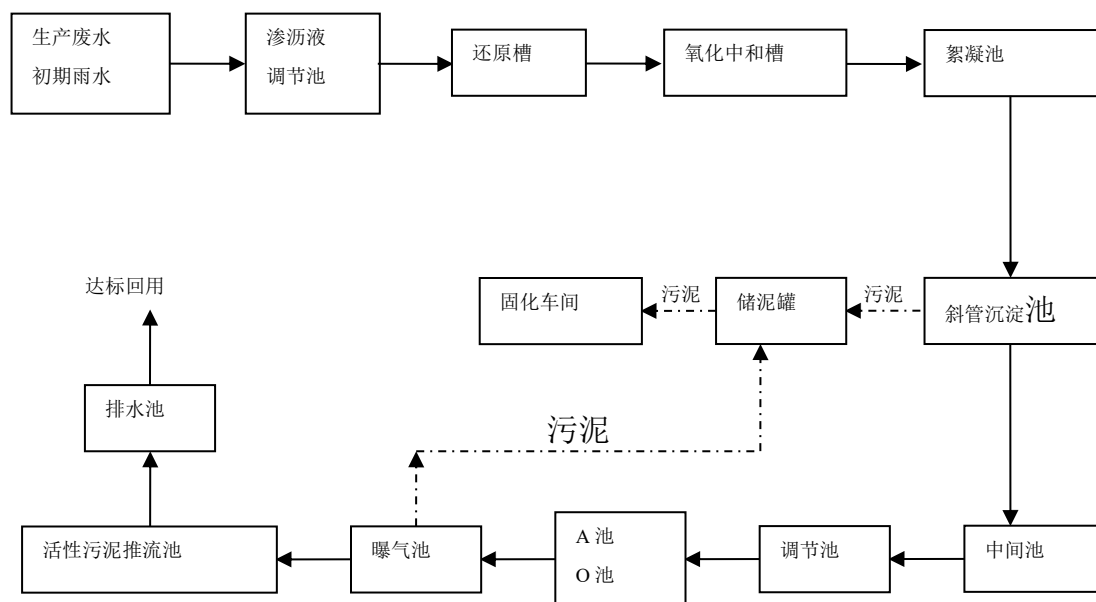 生产废水
初期雨水
渗沥液
调节池
还原槽
氧化中和槽
絮凝池
达标回用
固化车间
污泥
储泥罐
污泥
斜管沉淀池
排水池
污泥
活性污泥推流池
曝气池
A 池
O 池
调节池
中间池